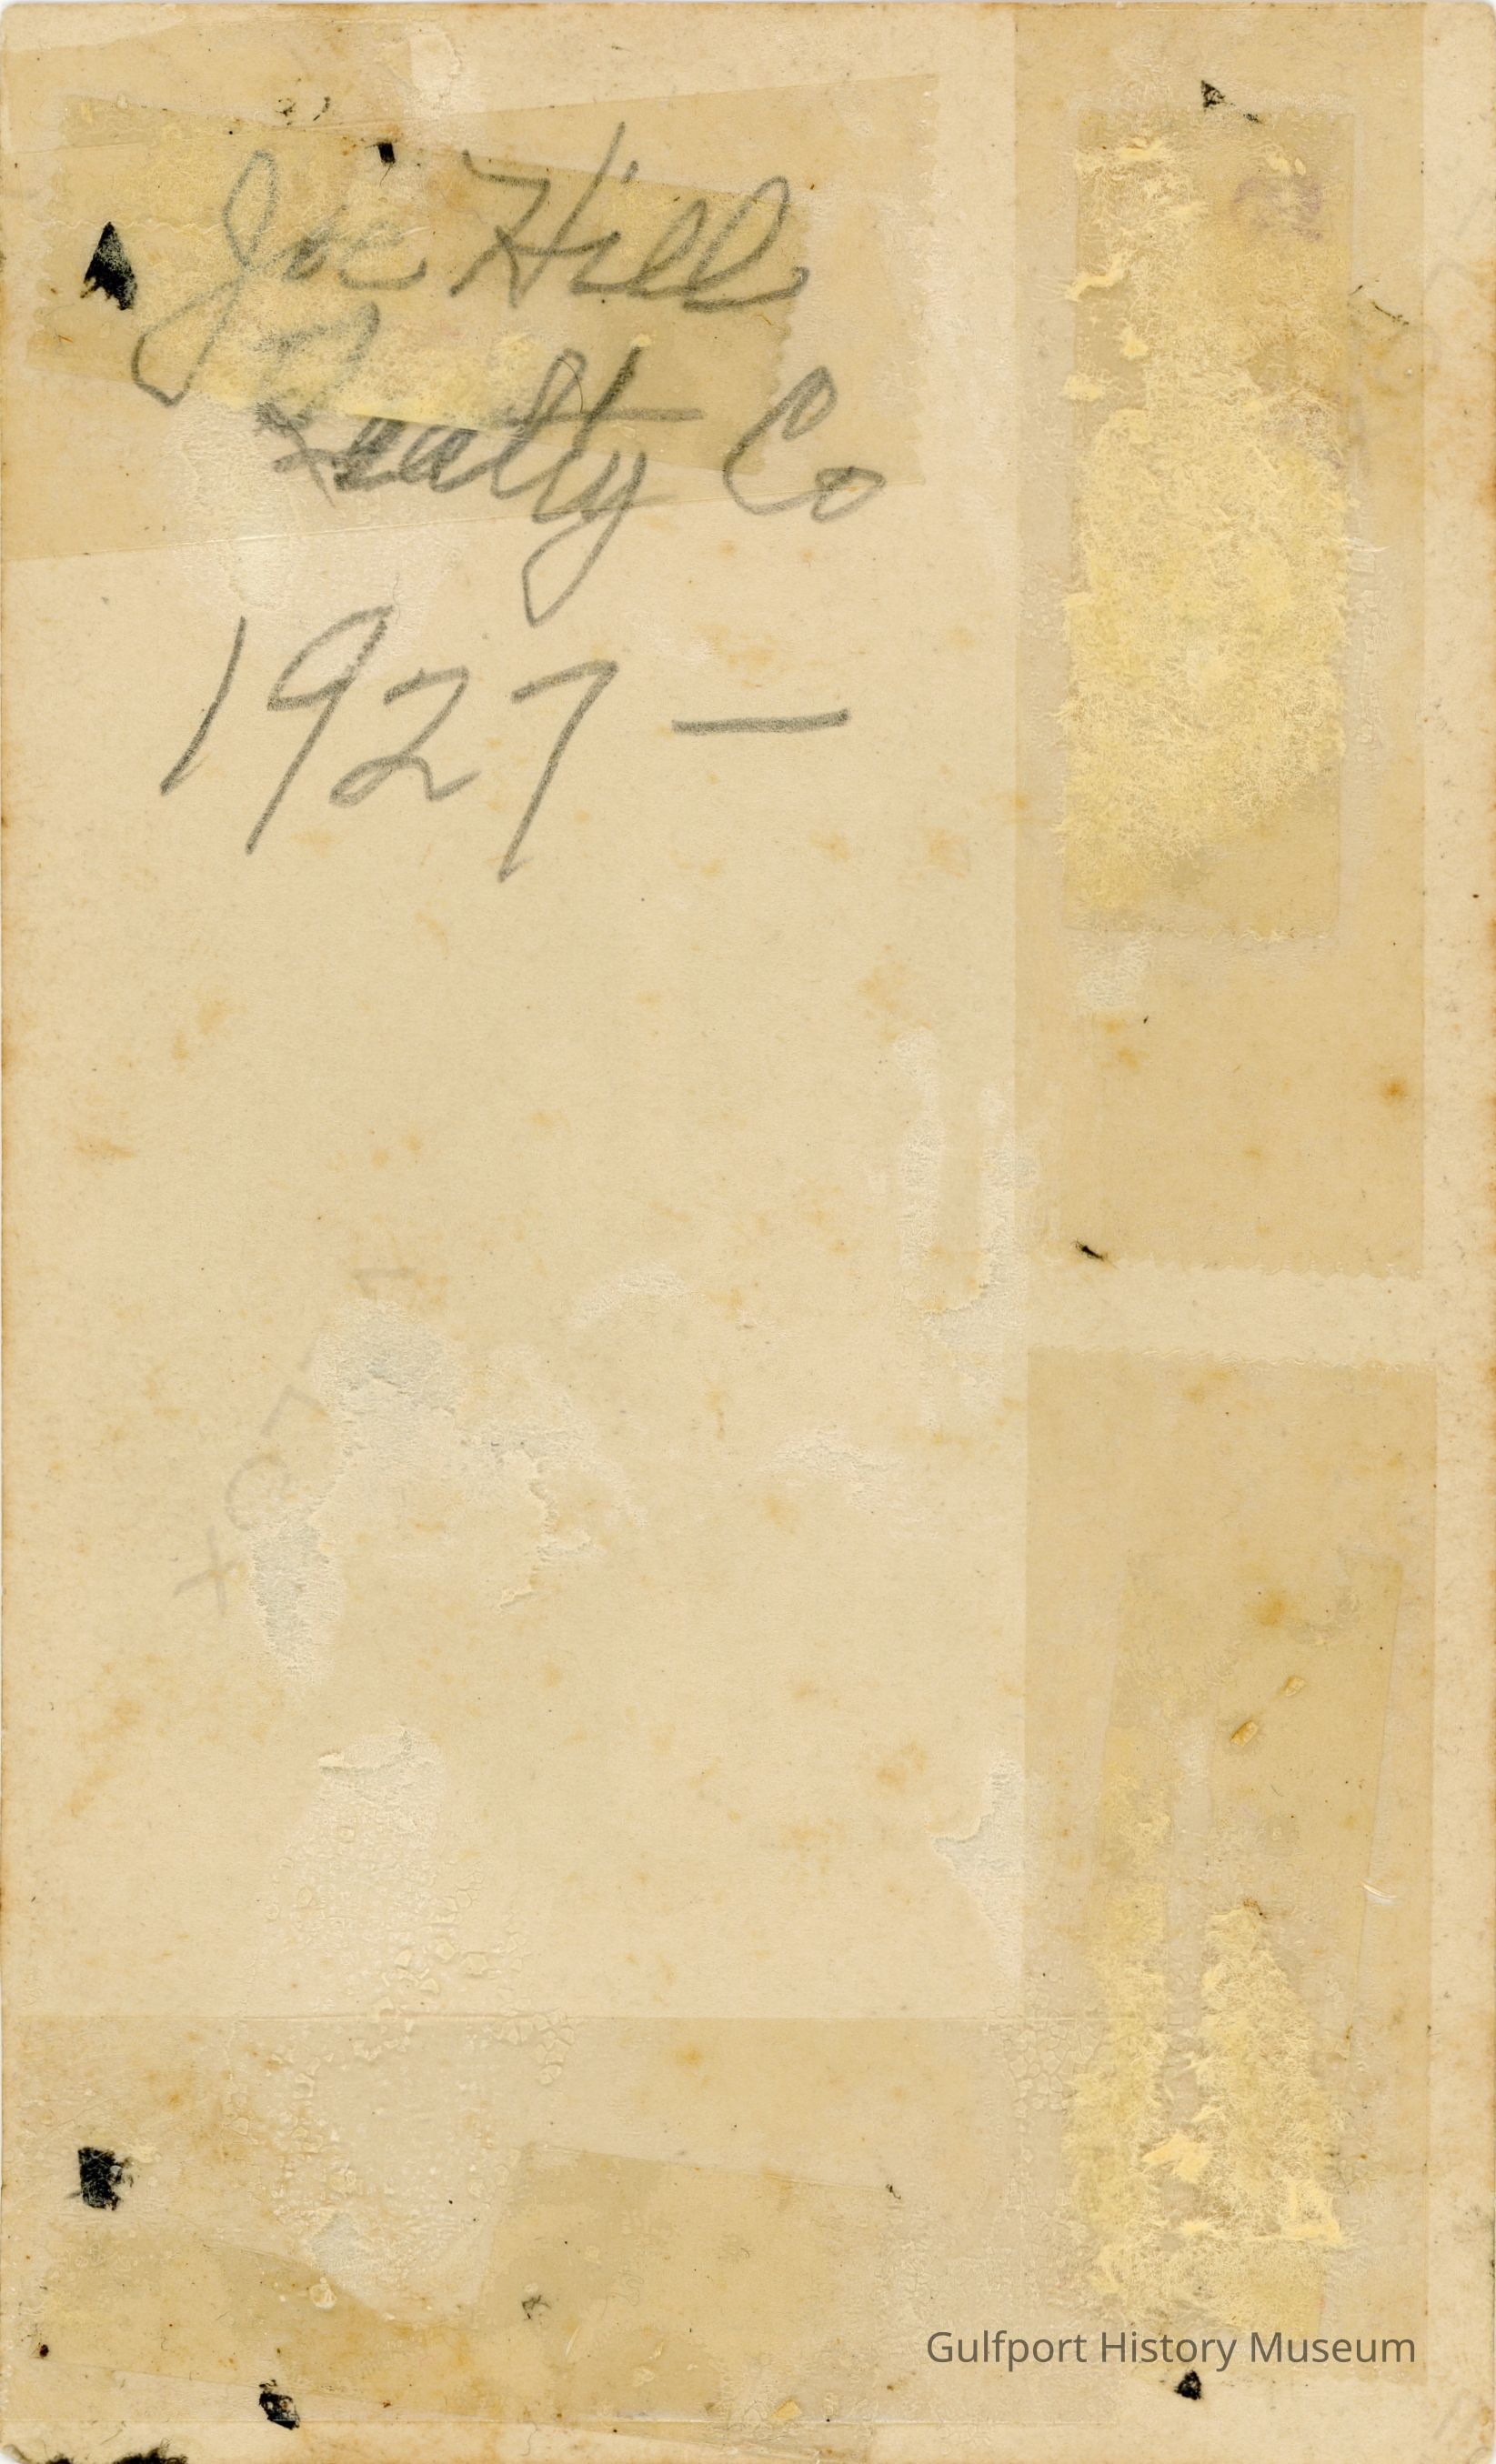 Joe Hill
Realty Co
1927 —
Gulfport History Museum